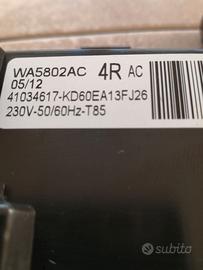 WA5802AC 4R AC
05/12
41034617-KD60EA13FJ26
230V-50/60Hz-T85
subito